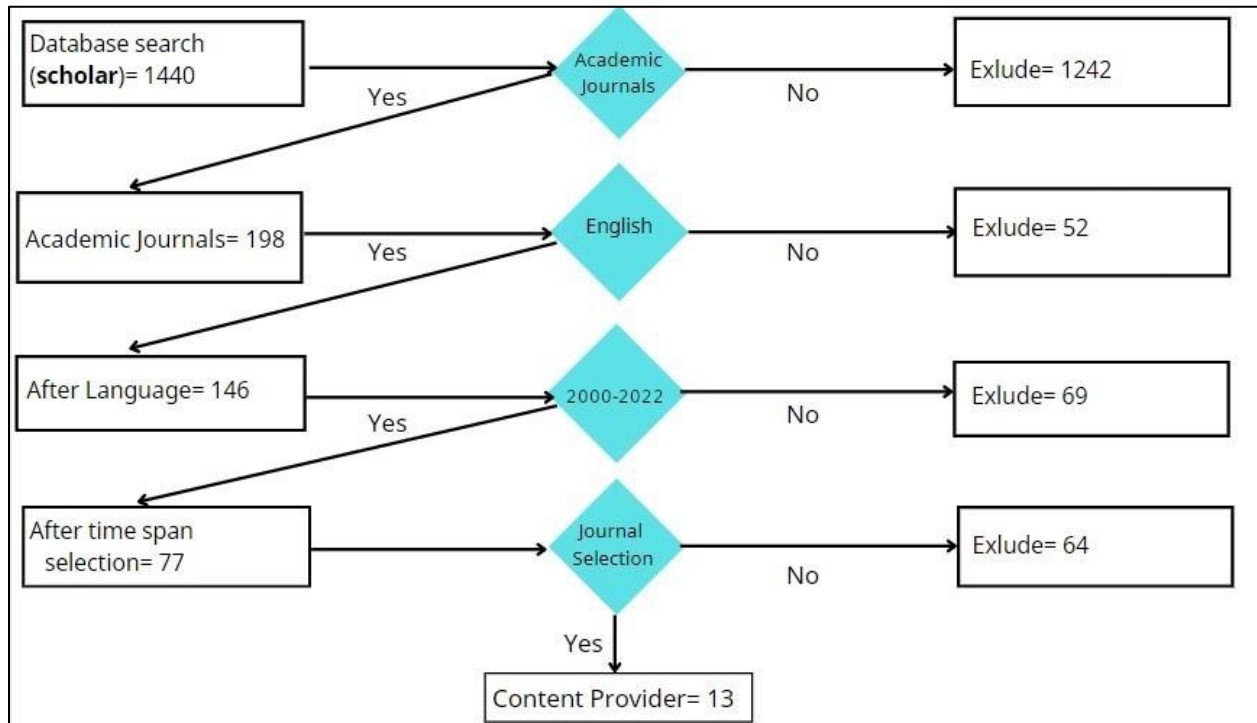 Database search
(scholar)= 1440
Academic
Journals
Exlude= 1242
Yes
No
Academic Journals= 198
English
Exlude= 52
Yes
No
After Language= 146
2000-2022
Exlude= 69
Yes
No
After time span
selection= 77
Journal
Selection
Exlude= 64
No
Yes
Content Provider= 13